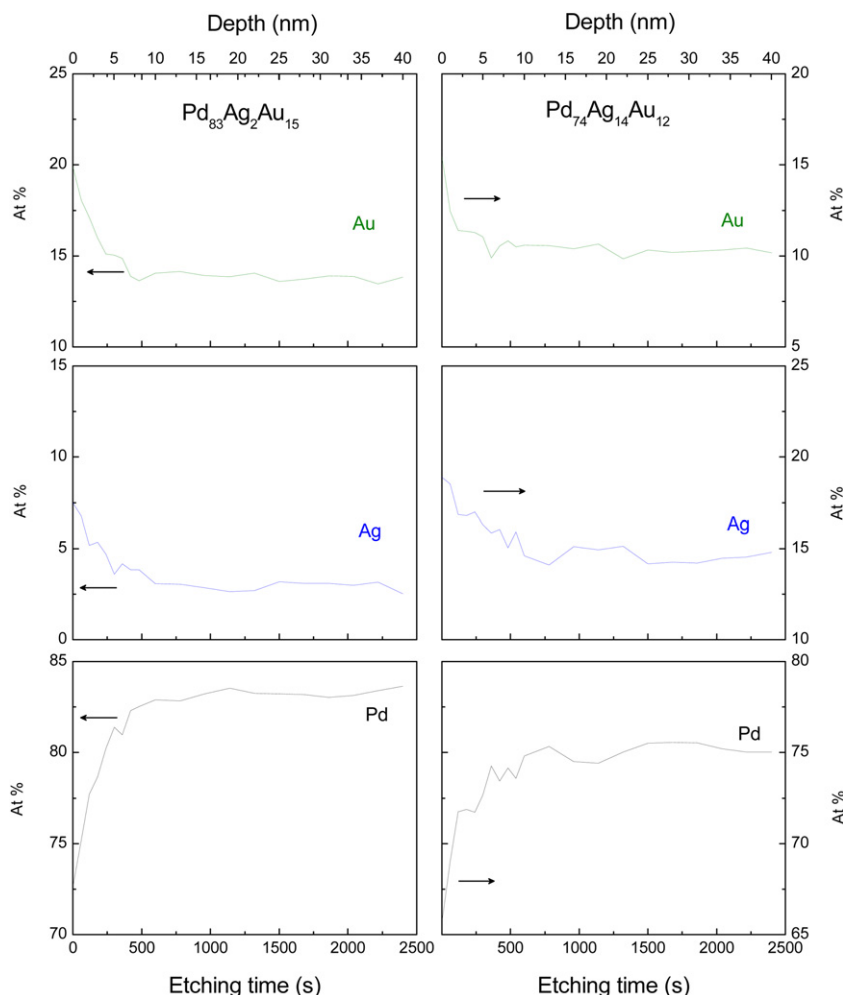 Depth (nm)
Depth (nm)
0 5 10 15 20 25 30 35 40
0 5 10 15 20 25 30 35 40
25
20
15
10
At %
Pd83Ag2Au15
Au
20
15
10
5
At %
Pd74Ag14Au12
Au
15
10
5
0
At %
Ag
25
20
15
10
At %
Ag
85
80
75
70
At %
Pd
80
75
70
65
At %
Pd
0 500 1000 1500 2000 2500
0 500 1000 1500 2000 2500
Etching time (s)
Etching time (s)